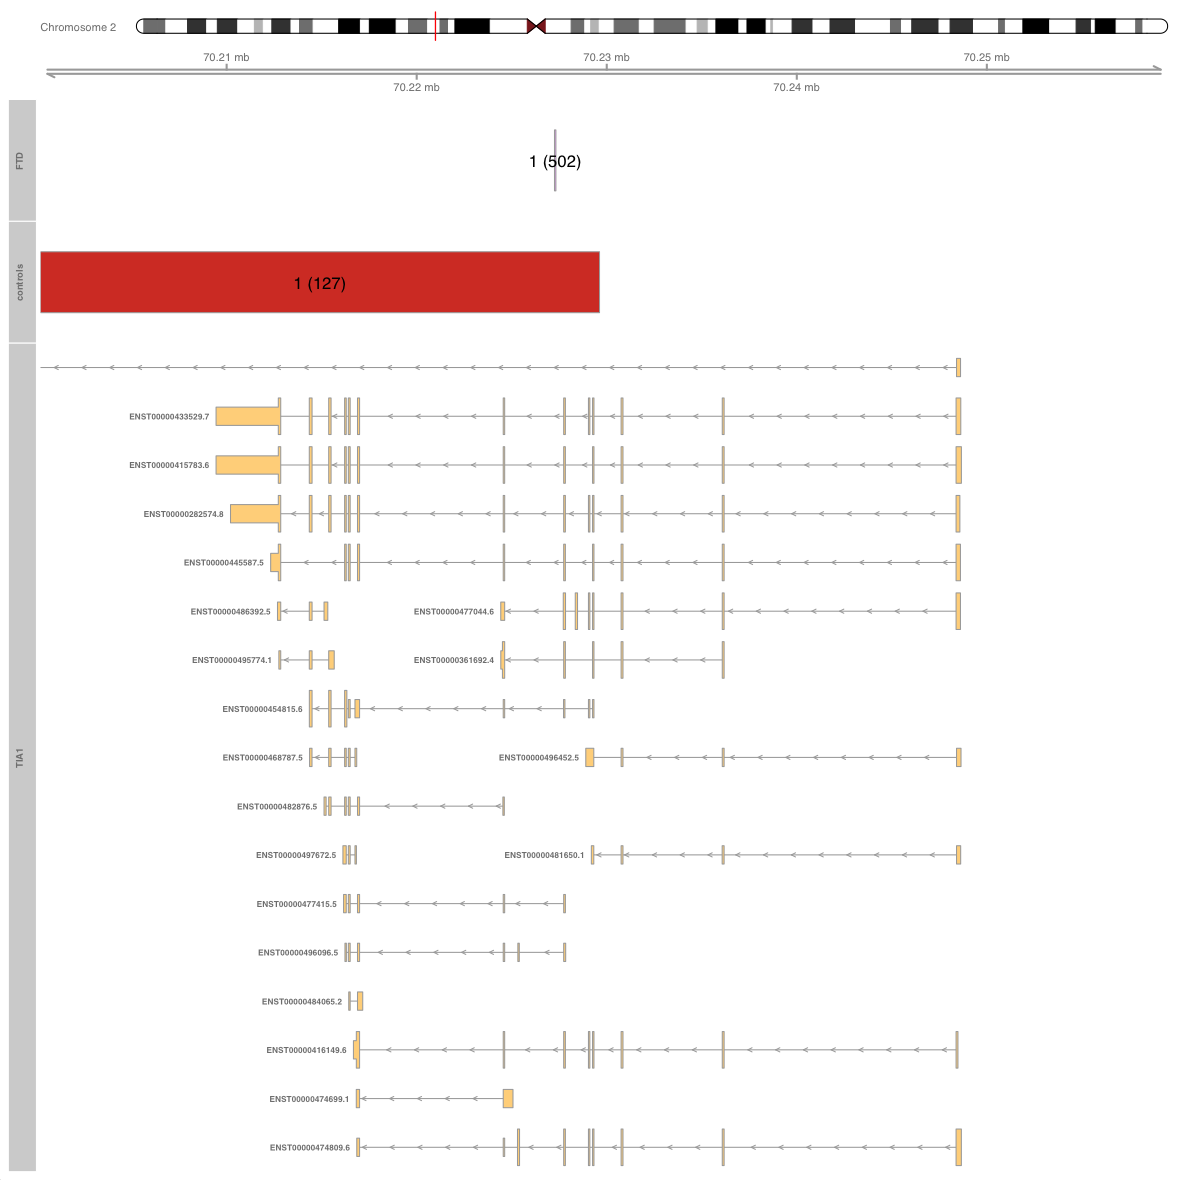 Chromosome 2
70.21 mb
70.23 mb
70.25 mb
70.22 mb
70.24 mb
FTD
1 (502)
controls
1 (127)
TIA1
ENST00000433529.7
ENST00000415783.6
ENST00000282574.8
ENST00000445587.5
ENST00000486392.5
ENST00000477044.6
ENST00000495774.1
ENST00000361692.4
ENST00000454815.6
ENST00000468787.5
ENST00000496452.5
ENST00000482876.5
ENST00000497672.5
ENST00000481650.1
ENST00000477415.5
ENST00000496096.5
ENST00000484065.2
ENST00000416149.6
ENST00000474699.1
ENST00000474809.6